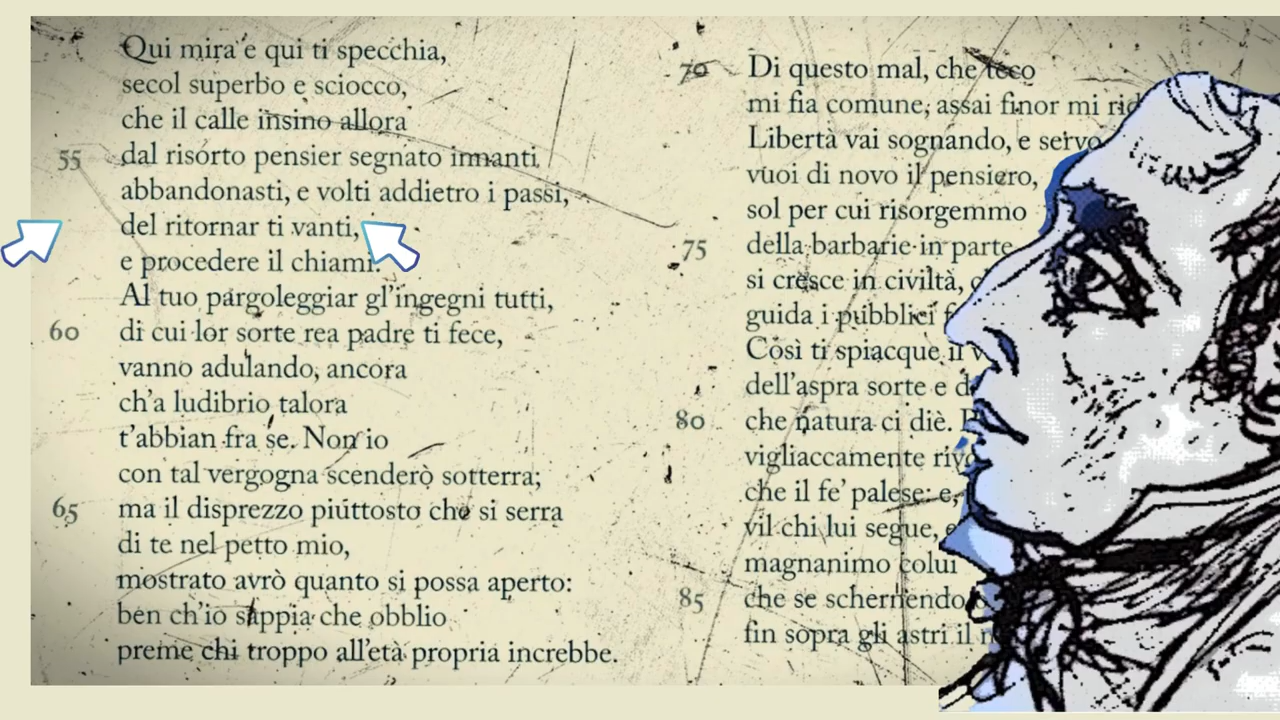 Qui mira e qui ti specchia,
secol superbo e sciocco,
che il calle insino allora
55 dal risorto pensier segnato innanti
abbandonasti, e volti addietro i passi,
del ritornar ti vanti,
e procedere il chiami.
Al tuo pargoleggiar gl'ingegni tutti,
60 di cui lor sorte rea padre ti fece,
vanno adulando, ancora
ch'a ludibrio talora
t'abbian fra se. Non io
con tal vergogna scenderò sotterra;
65 ma il disprezzo piuttosto che si serra
di te nel petto mio,
mostrato avrò quanto si possa aperto:
ben ch'io sappia che obblio
preme chi troppo all'età propria increbbe.
70 Di questo mal, che teco
mi fia comune, assai finor mi rid
Libertà vai sognando, e servo
vuoi di novo il pensiero,
sol per cui risorgemmo
75 della barbarie in parte
si cresce in civiltà,
guida i pubblici
Così ti spiacque il v
dell'aspra sorte e d
80 che natura ci diè.
vigliaccamente rivo
che il fe' palese: e,
vil chi lui segue, e
magnanimo colui
85 che se schernendo o
fin sopra gli astri il m